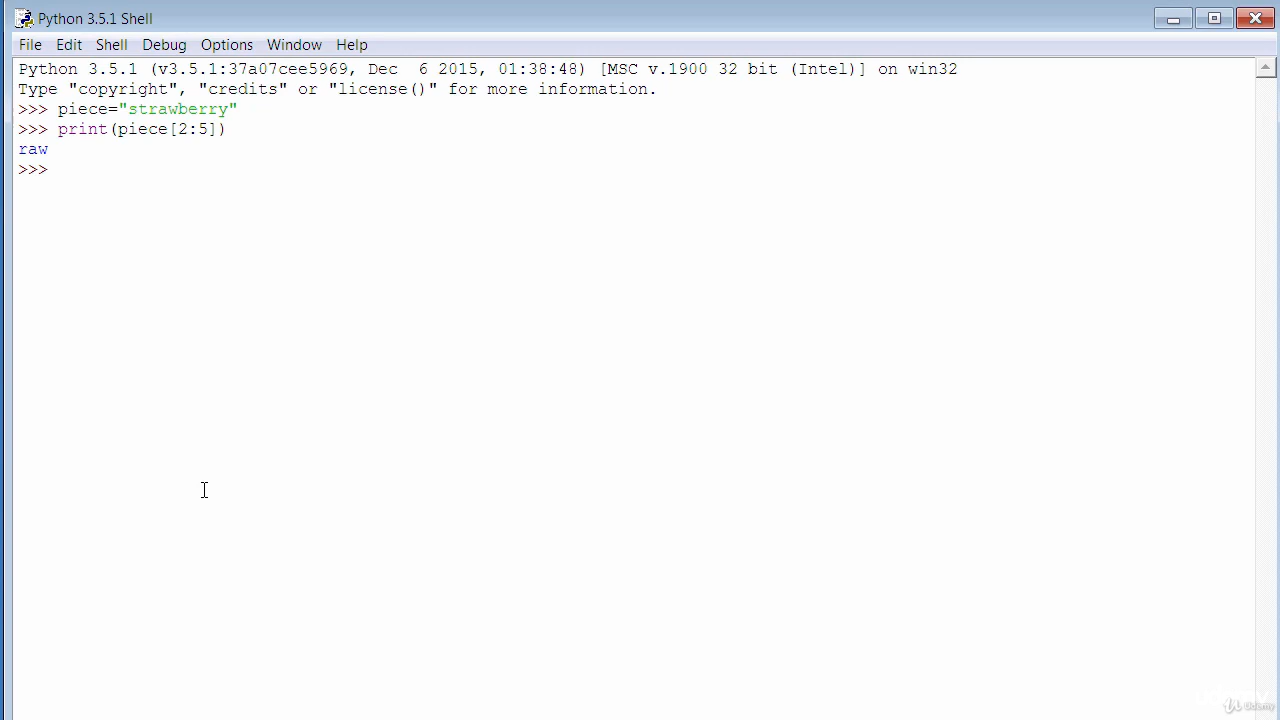 Python 3.5.1 Shell
File Edit Shell Debug Options Window Help
Python 3.5.1 (v3.5.1:37a07cee5969, Dec  6 2015, 01:38:48) [MSC v.1900 32 bit (Intel)] on win32
Type "copyright", "credits" or "license()" for more information.
>>> piece="strawberry"
>>> print(piece[2:5])
raw
>>>
Udemy